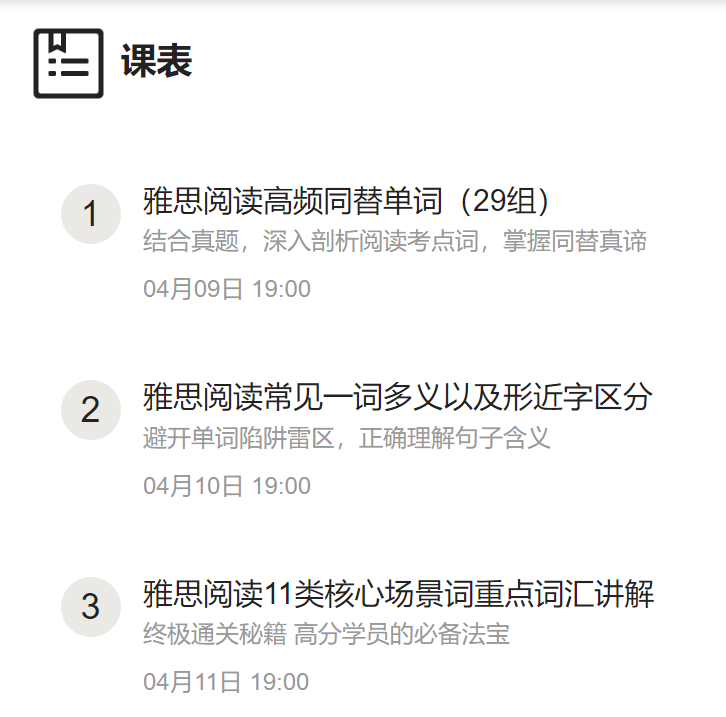 课表
1
雅思阅读高频同替单词（29组）
结合真题，深入剖析阅读考点词，掌握同替真谛
04月09日 19:00
2
雅思阅读常见一词多义以及形近字区分
避开单词陷阱雷区，正确理解句子含义
04月10日 19:00
3
雅思阅读11类核心场景词重点词汇讲解
终极通关秘籍 高分学员的必备法宝
04月11日 19:00